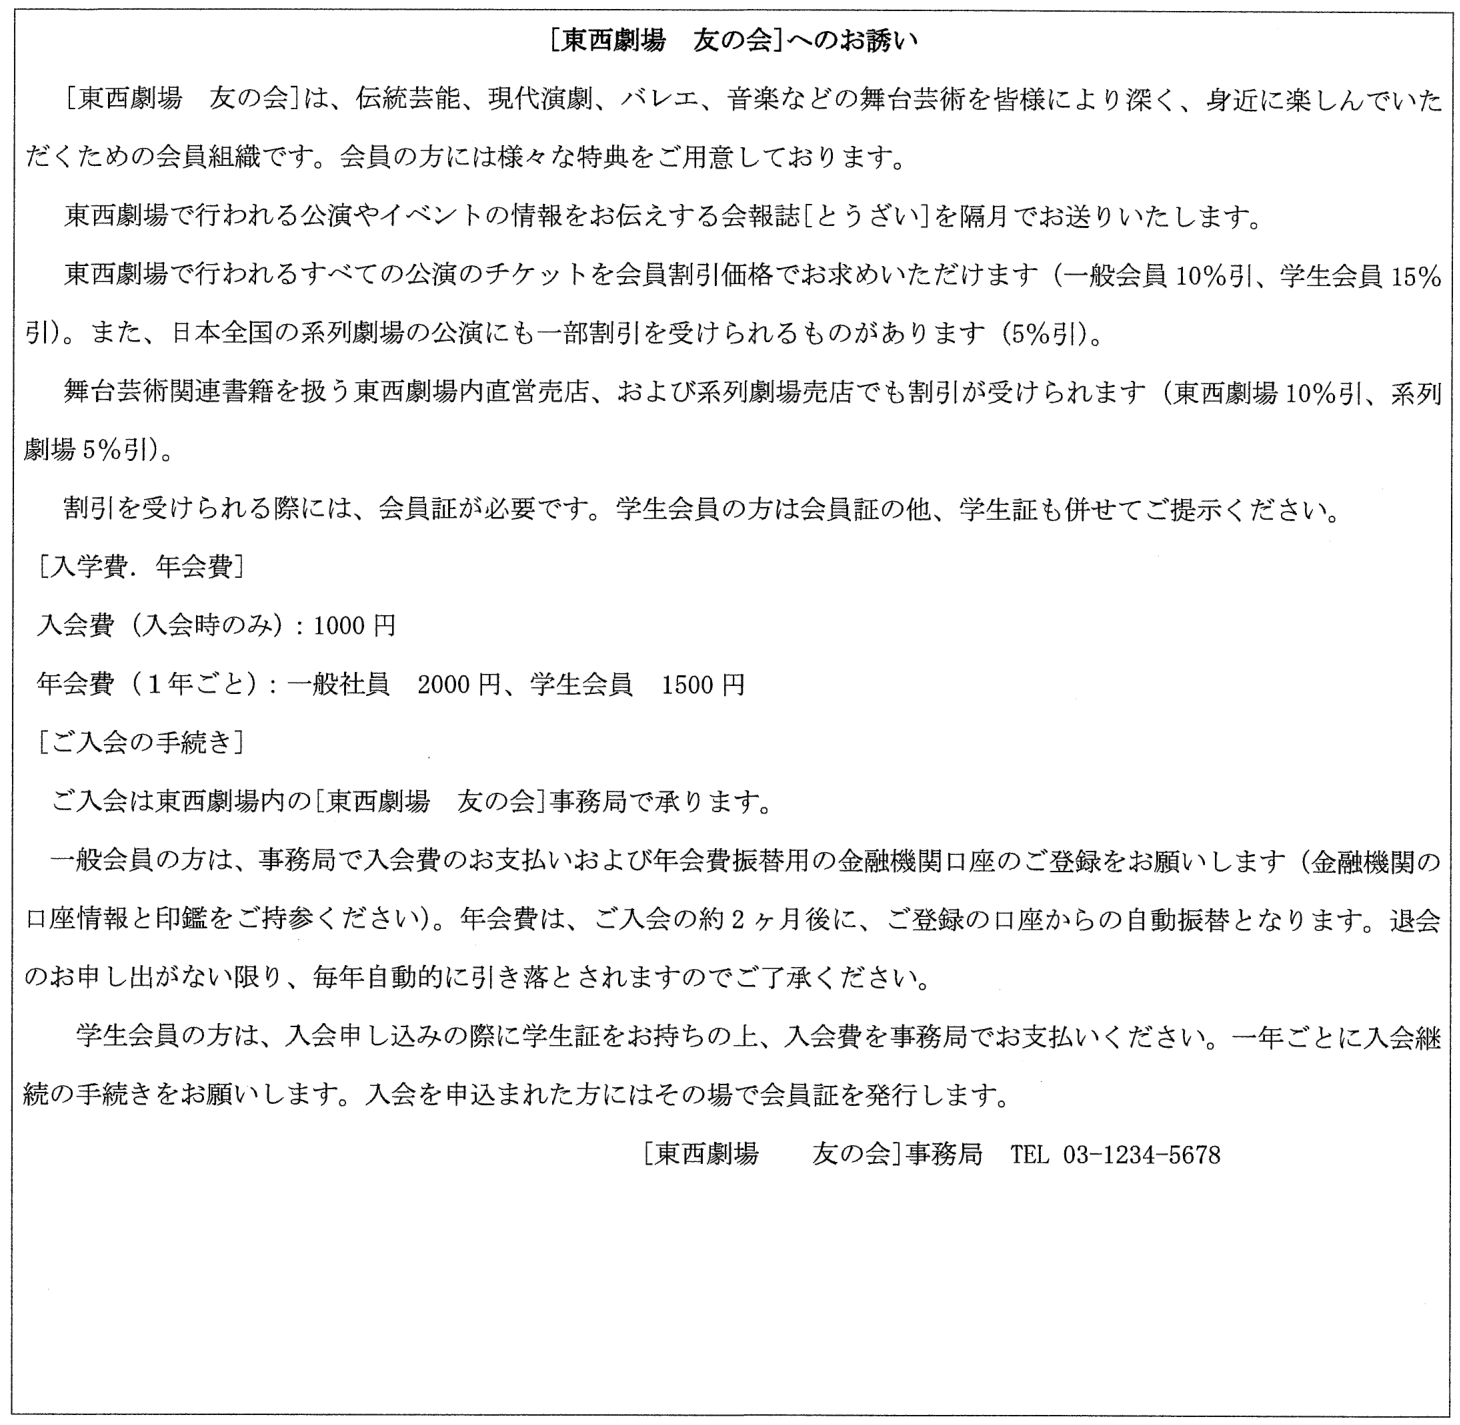 [東西劇場　友の会]へのお誘い
[東西劇場　友の会]は、伝統芸能、現代演劇、バレエ、音楽などの舞台芸術を皆様により深く、身近に楽しんでいた
だくための会員組織です。会員の方には様々な特典をご用意しております。
東西劇場で行われる公演やイベントの情報をお伝えする会報誌[とうざい]を隔月でお送りいたします。
東西劇場で行われるすべての公演のチケットを会員割引価格でお求めいただけます（一般会員 10%引、学生会員 15%
引）。また、日本全国の系列劇場の公演にも一部割引を受けられるものがあります（5%引）。
舞台芸術関連書籍を扱う東西劇場内直営売店、および系列劇場売店でも割引が受けられます（東西劇場 10%引、系列
劇場 5%引）。
割引を受けられる際には、会員証が必要です。学生会員の方は会員証の他、学生証も併せてご提示ください。
[入学費．年会費]
入会費（入会時のみ）：1000 円
年会費（１年ごと）：一般社員　2000 円、学生会員　1500 円
[ご入会の手続き]
ご入会は東西劇場内の[東西劇場　友の会]事務局で承ります。
一般会員の方は、事務局で入会費のお支払いおよび年会費振替用の金融機関口座のご登録をお願いします（金融機関の
口座情報と印鑑をご持参ください）。年会費は、ご入会の約 2 ヶ月後に、ご登録の口座からの自動振替となります。退会
のお申し出がない限り、毎年自動的に引き落とされますのでご了承ください。
学生会員の方は、入会申し込みの際に学生証をお持ちの上、入会費を事務局でお支払いください。一年ごとに入会継
続の手続きをお願いします。入会を申込まれた方にはその場で会員証を発行します。
[東西劇場　　友の会]事務局　TEL 03-1234-5678